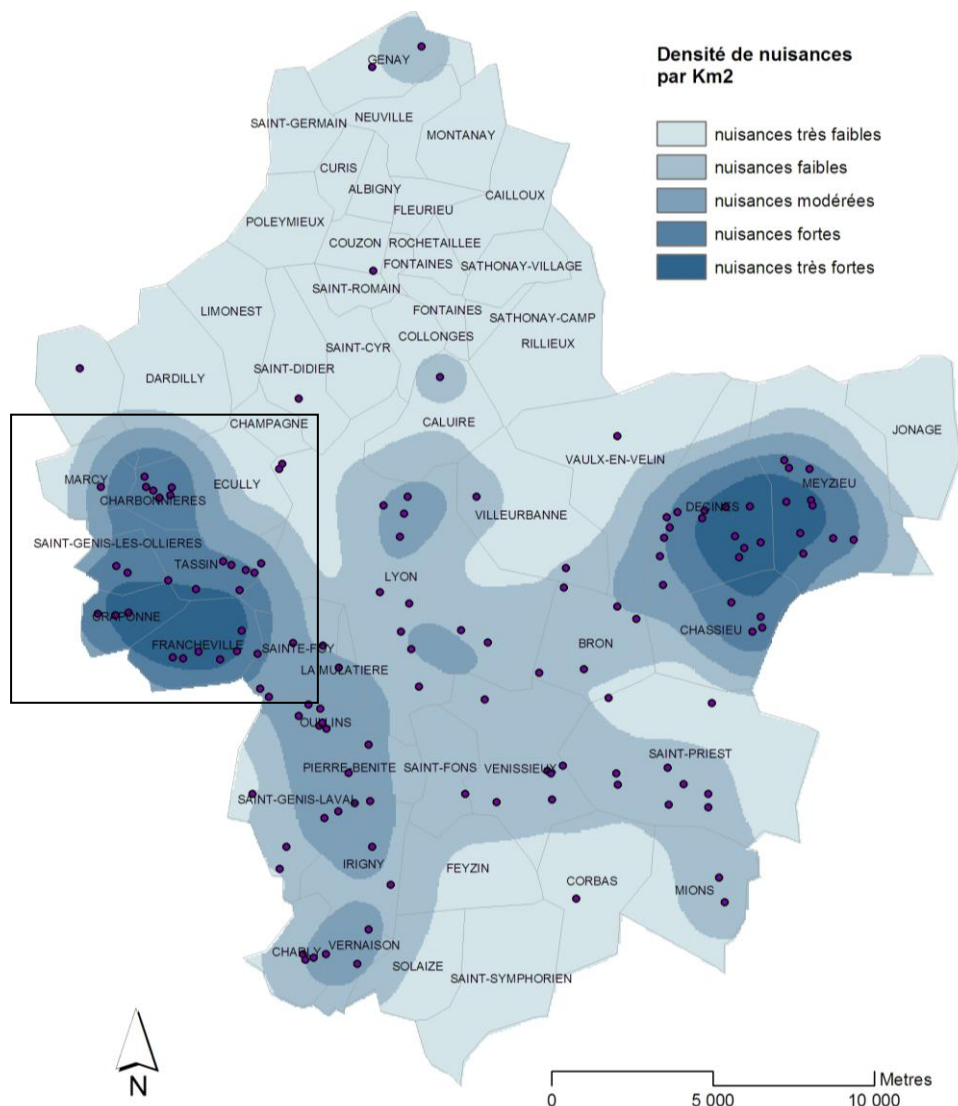 Densité de nuisances
par Km2
nuisances très faibles
nuisances faibles
nuisances modérées
nuisances fortes
nuisances très fortes
GENAY
NEUVILLE
SAINT-GERMAIN
MONTANAY
CURIS
ALBIGNY
CAILLOUX
FLEURIEU
POLEYMIEUX
COUZON
ROCHETAILLEE
FONTAINES
SATHONAY-VILLAGE
SAINT-ROMAIN
LIMONEST
FONTAINES
SATHONAY-CAMP
COLLONGES
RILLIEUX
SAINT-CYR
SAINT-DIDIER
DARDILLY
CHAMPAGNE
CALUIRE
JONAGE
VAULX-EN-VELIN
MARCY
ECULLY
MEYZIEU
CHARBONNIERES
DECINES
VILLEURBANNE
SAINT-GENIS-LES-OLLIERES
TASSIN
LYON
CRAPONNE
CHASSIEU
FRANCHEVILLE
SAINTE-FOY
BRON
LA MULATIERE
OULLINS
SAINT-PRIEST
PIERRE-BENITE
SAINT-FONS
VENISSIEUX
SAINT-GENIS-LAVAL
IRIGNY
FEYZIN
CORBAS
MIONS
VERNAISON
CHARLY
SOLAIZE
SAINT-SYMPHORIEN
N
Metres
0
5 000
10 000